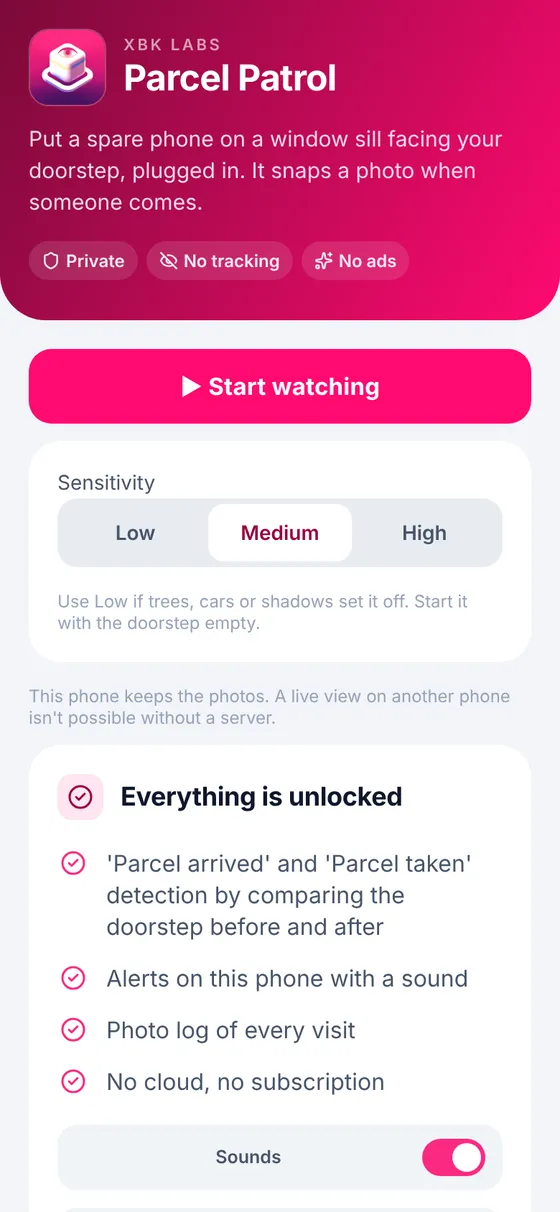 XBK LABS
Parcel Patrol
Put a spare phone on a window sill facing your
doorstep, plugged in. It snaps a photo when
someone comes.
Private
No tracking
No ads
Start watching
Sensitivity
Low
Medium
High
Use Low if trees, cars or shadows set it off. Start it
with the doorstep empty.
This phone keeps the photos. A live view on another phone
isn't possible without a server.
Everything is unlocked
'Parcel arrived' and 'Parcel taken'
detection by comparing the
doorstep before and after
Alerts on this phone with a sound
Photo log of every visit
No cloud, no subscription
Sounds